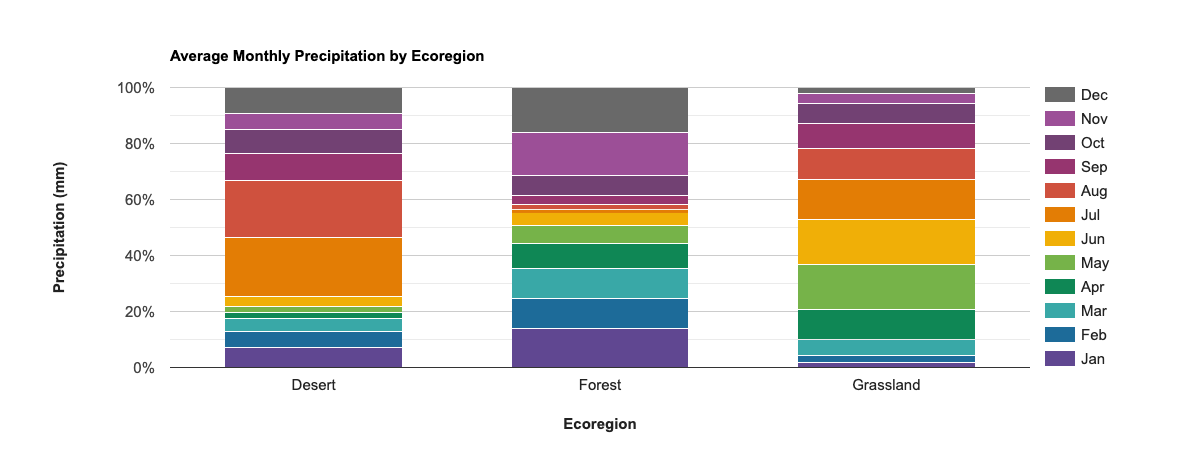 Average Monthly Precipitation by Ecoregion
Precipitation (mm)
100%
80%
60%
40%
20%
0%
Desert
Forest
Grassland
Ecoregion
Dec
Nov
Oct
Sep
Aug
Jul
Jun
May
Apr
Mar
Feb
Jan